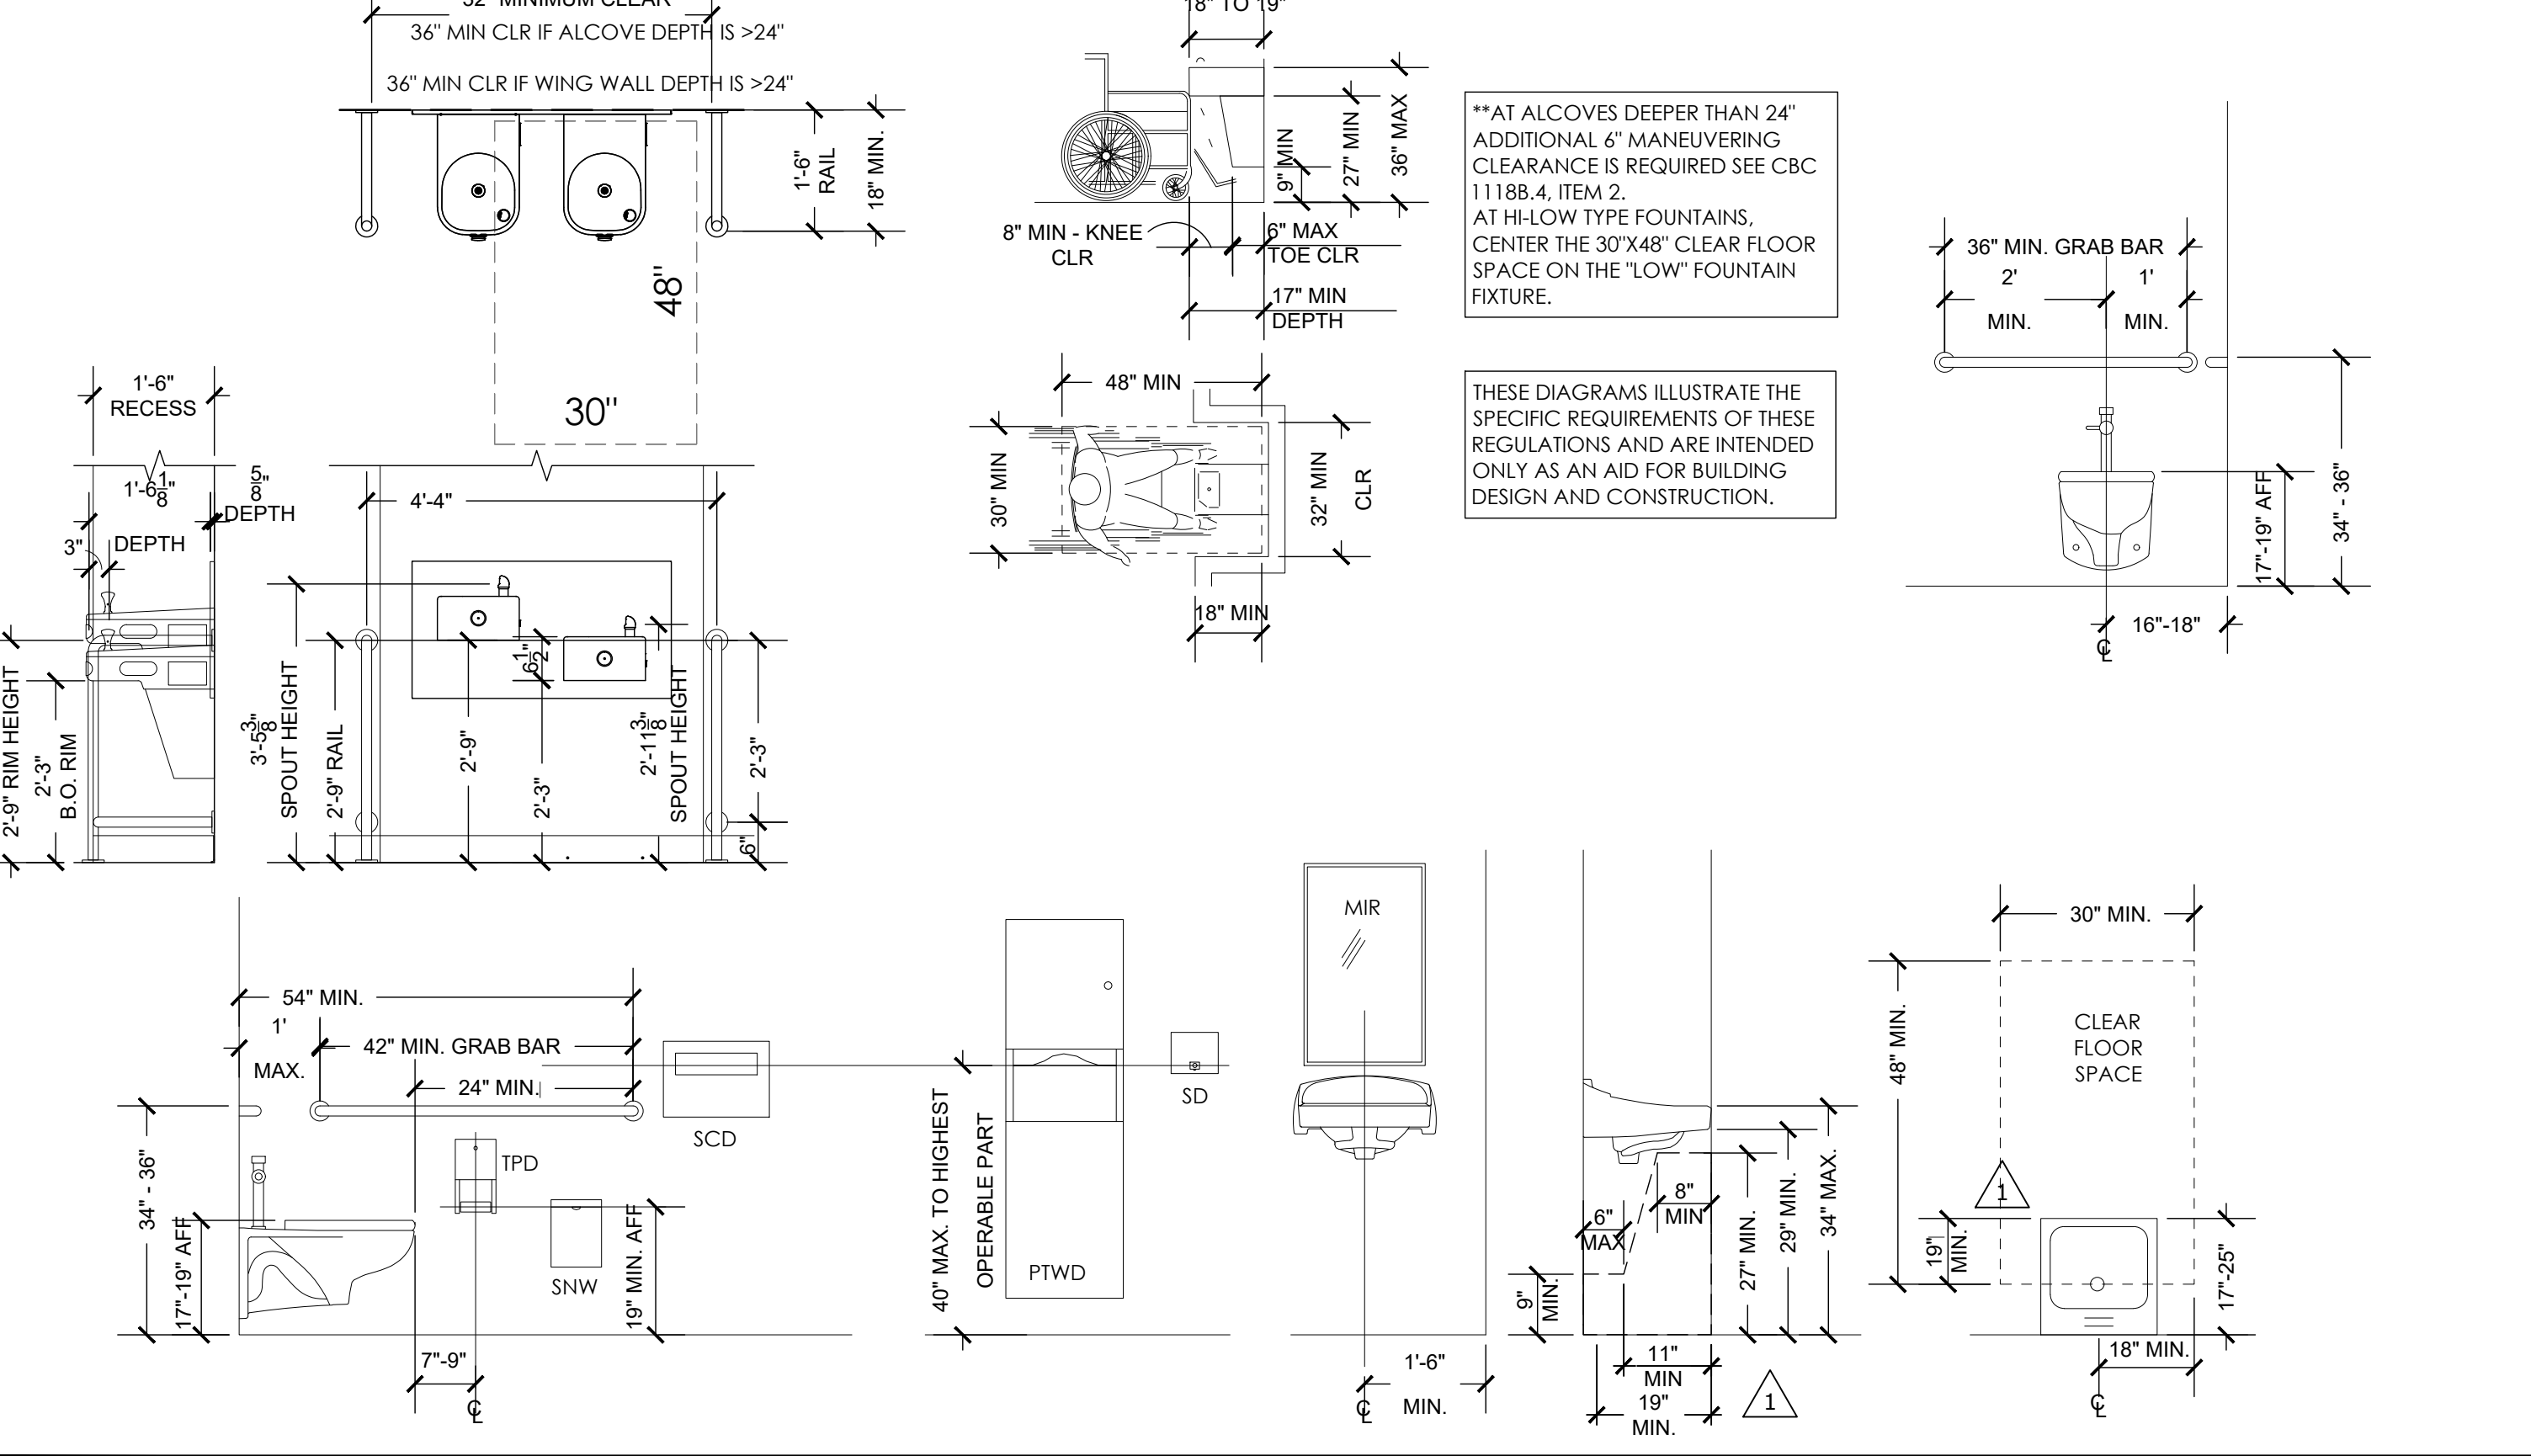 32" MINIMUM CLEAR
36" MIN CLR IF ALCOVE DEPTH IS >24"
36" MIN CLR IF WING WALL DEPTH IS >24"
1'-6"
RAIL
18" MIN.
48"
30"
18" TO 19"
9" MIN
27" MIN
36" MAX
8" MIN - KNEE
CLR
6" MAX
TOE CLR
17" MIN
DEPTH
**AT ALCOVES DEEPER THAN 24"
ADDITIONAL 6" MANEUVERING
CLEARANCE IS REQUIRED SEE CBC
1118B.4, ITEM 2.
AT HI-LOW TYPE FOUNTAINS,
CENTER THE 30"X48" CLEAR FLOOR
SPACE ON THE "LOW" FOUNTAIN
FIXTURE.
THESE DIAGRAMS ILLUSTRATE THE
SPECIFIC REQUIREMENTS OF THESE
REGULATIONS AND ARE INTENDED
ONLY AS AN AID FOR BUILDING
DESIGN AND CONSTRUCTION.
48" MIN
30" MIN
32" MIN
CLR
18" MIN
36" MIN. GRAB BAR
2'
MIN.
1'
MIN.
17"-19" AFF
34" - 36"
16"-18"
CL
1'-6"
RECESS
1'-6 1/8"
DEPTH
5/8"
DEPTH
3"
2'-9" RIM HEIGHT
2'-3"
B.O. RIM
4'-4"
3'-5 3/8"
SPOUT HEIGHT
2'-9" RAIL
2'-9"
6 1/2"
2'-3"
2'-11 3/8"
SPOUT HEIGHT
2'-3"
6"
54" MIN.
1'
MAX.
42" MIN. GRAB BAR
24" MIN.
34" - 36"
17"-19" AFF
TPD
SCD
SNW
19" MIN. AFF
7"-9"
CL
40" MAX. TO HIGHEST
OPERABLE PART
PTWD
SD
MIR
1'-6"
MIN.
CL
6"
MAX
8"
MIN
9"
MIN.
27" MIN.
29" MIN.
34" MAX.
11"
MIN
19"
MIN.
1
30" MIN.
48" MIN.
CLEAR
FLOOR
SPACE
1
19"
MIN.
17"-25"
18" MIN.
CL